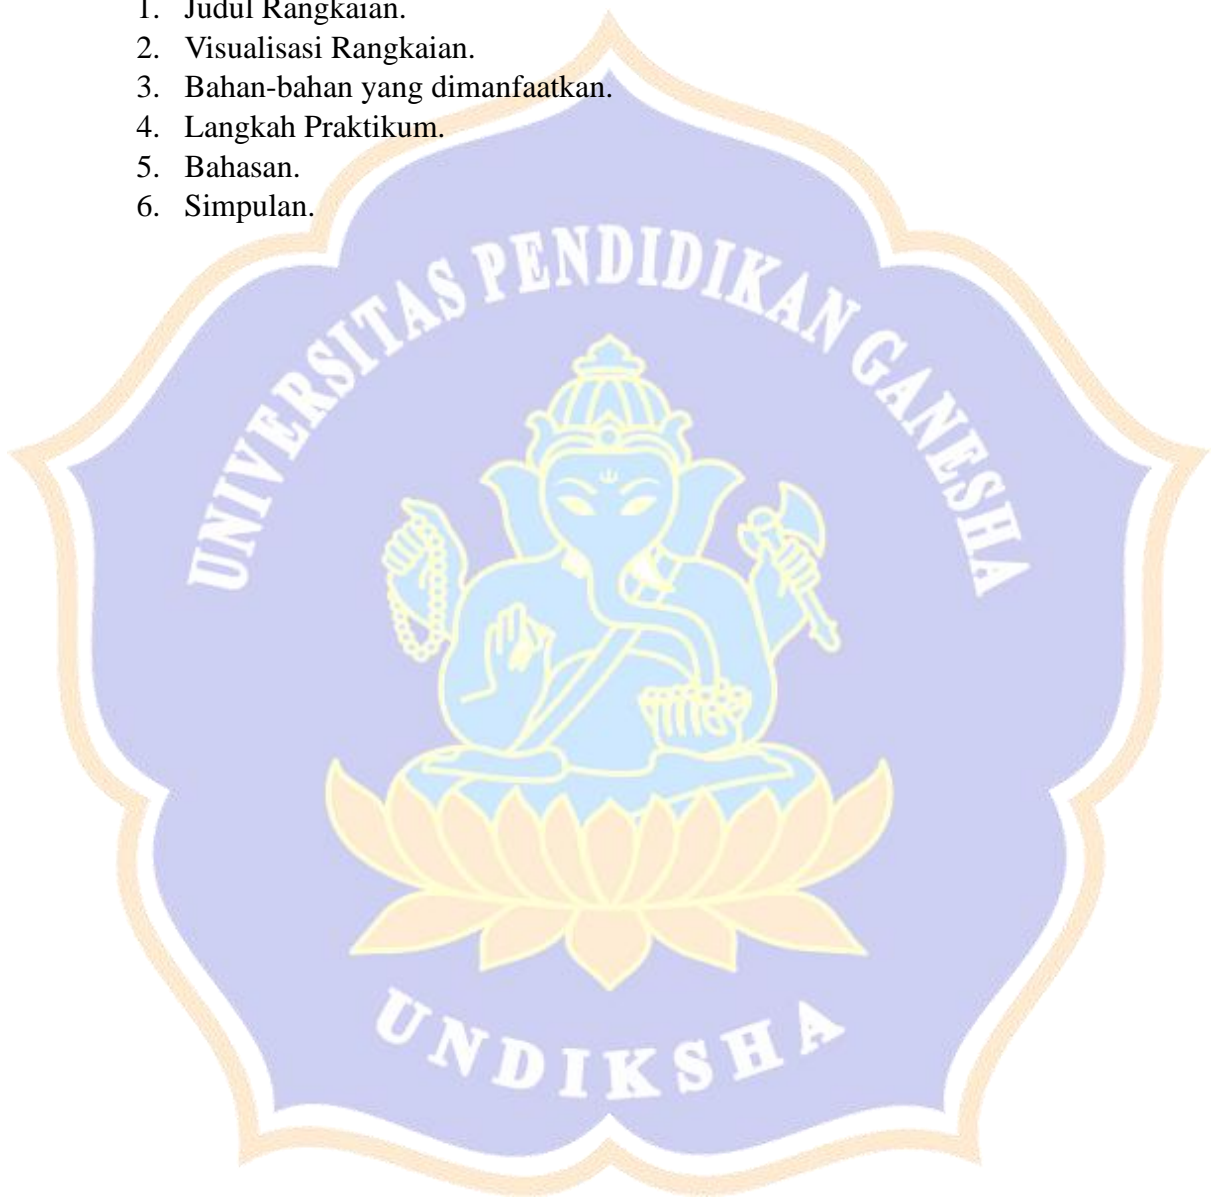 1. Judul Rangkaian.
2. Visualisasi Rangkaian.
3. Bahan-bahan yang dimanfaatkan.
4. Langkah Praktikum.
5. Bahasan.
6. Simpulan.
UNIVERSITAS PENDIDIKAN GANESHA
UNDIKSHA